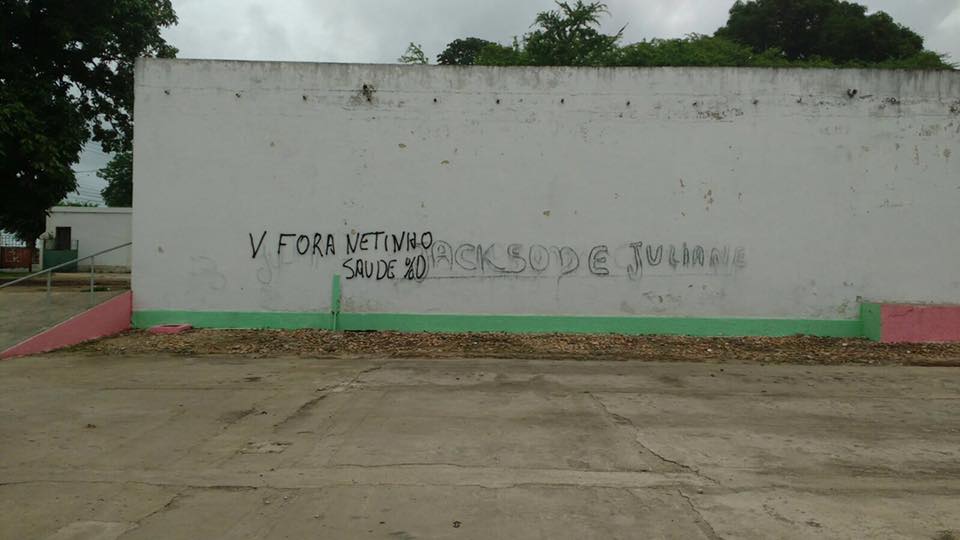 V FORA NETINHO
SAUDE %0
JACKSON E JULIANE